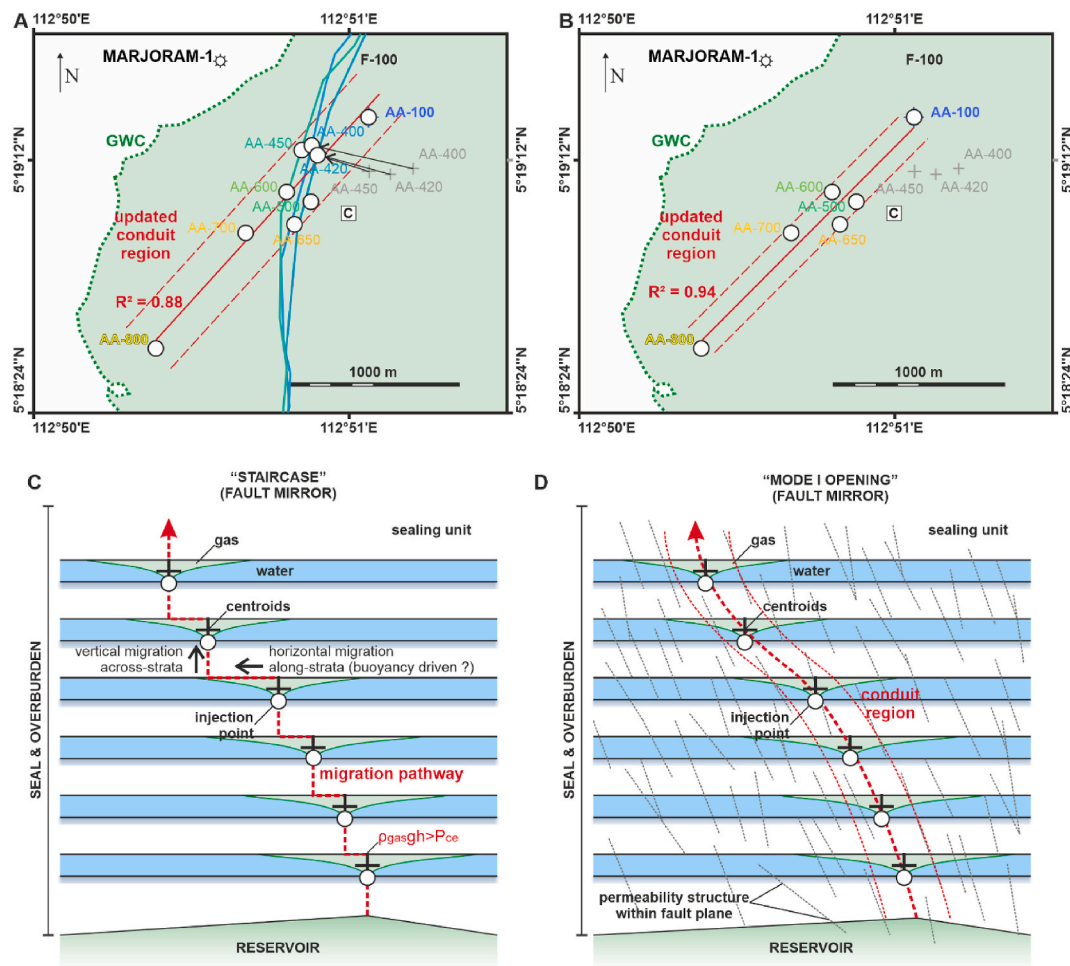 A
112°50'E
112°51'E
N
MARJORAM-1
F-100
AA-100
GWC
AA-450
AA-400
AA-420
AA-400
5°19'12"N
AA-450
AA-420
AA-600
AA-500
C
updated
conduit
region
AA-700
AA-650
R² = 0.88
AA-800
1000 m
5°18'24"N
112°50'E
112°51'E
B
112°50'E
112°51'E
N
MARJORAM-1
F-100
AA-100
GWC
AA-400
5°19'12"N
5°19'12"N
AA-600
AA-450
AA-420
AA-500
C
updated
conduit
region
AA-700
AA-650
R² = 0.94
AA-800
1000 m
5°18'24"N
5°18'24"N
112°50'E
112°51'E
C
"STAIRCASE"
(FAULT MIRROR)
gas
sealing unit
water
centroids
vertical migration
across-strata
horizontal migration
along-strata (buoyancy driven ?)
injection
point
migration pathway
ρgasgh>Pce
SEAL & OVERBURDEN
RESERVOIR
D
"MODE I OPENING"
(FAULT MIRROR)
gas
sealing unit
water
centroids
conduit
region
injection
point
permeability structure
within fault plane
SEAL & OVERBURDEN
RESERVOIR